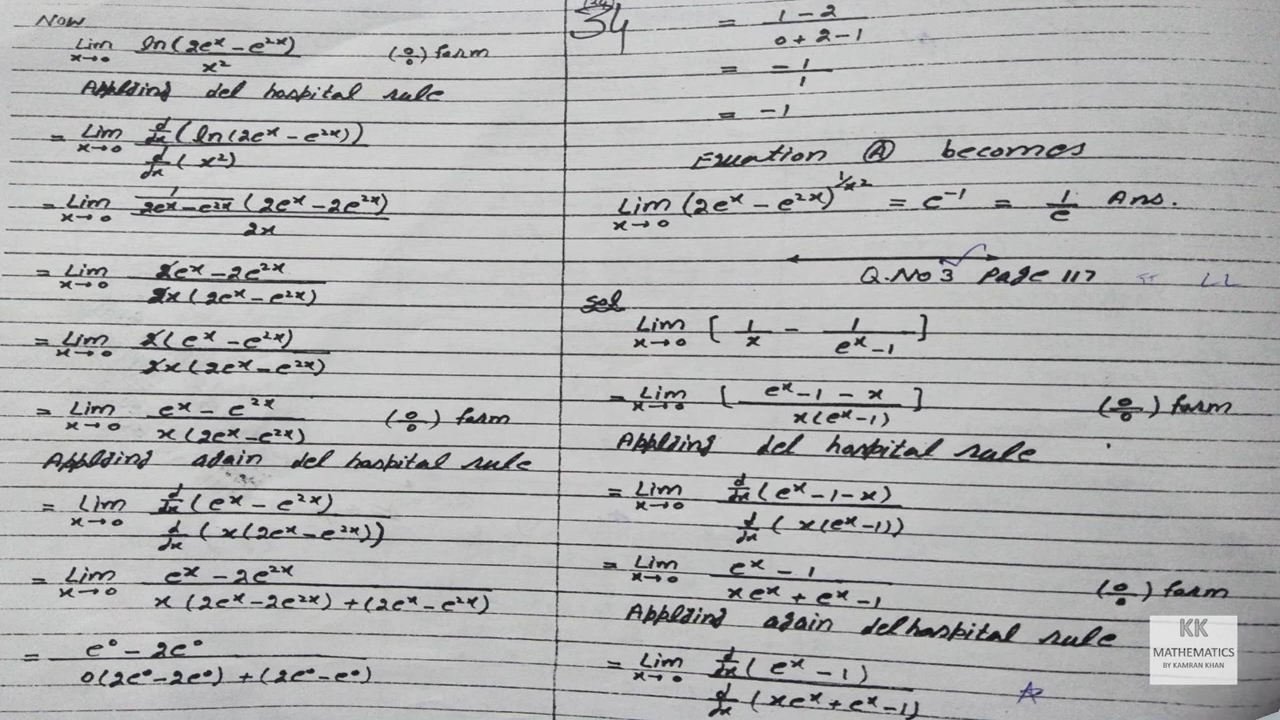 Now
Lim x→0 ln(2e^x - e^2x) / x^2 (0/0) form
Applying del hospital rule
= Lim x→0 d/dx (ln(2e^x - e^2x)) / d/dx (x^2)
= Lim x→0 1/(2e^x - e^2x) (2e^x - 2e^2x) / 2x
= Lim x→0 2e^x - 2e^2x / 2x(2e^x - e^2x)
= Lim x→0 2(e^x - e^2x) / 2x(2e^x - e^2x)
= Lim x→0 e^x - e^2x / x(2e^x - e^2x) (0/0) form
Applying again del hospital rule
= Lim x→0 d/dx (e^x - e^2x) / d/dx (x(2e^x - e^2x))
= Lim x→0 e^x - 2e^2x / x(2e^x - 2e^2x) + (2e^x - e^2x)
= e^0 - 2e^0 / 0(2e^0 - 2e^0) + (2e^0 - e^0)
34
= 1 - 2 / 0 + 2 - 1
= -1 / 1
= -1
Equation Ⓐ becomes
Lim x→0 (2e^x - e^2x)^1/x^2 = e^-1 = 1/e Ans.
Q.No 3 Page 117
Sol
Lim x→0 [ 1/x - 1/(e^x - 1) ]
= Lim x→0 [ e^x - 1 - x / x(e^x - 1) ] (0/0) form
Applying del hospital rule
= Lim x→0 d/dx (e^x - 1 - x) / d/dx (x(e^x - 1))
= Lim x→0 e^x - 1 / xe^x + e^x - 1 (0/0) form
Applying again del hospital rule
= Lim x→0 d/dx (e^x - 1) / d/dx (xe^x + e^x - 1)
KK
MATHEMATICS
BY KAMRAN KHAN